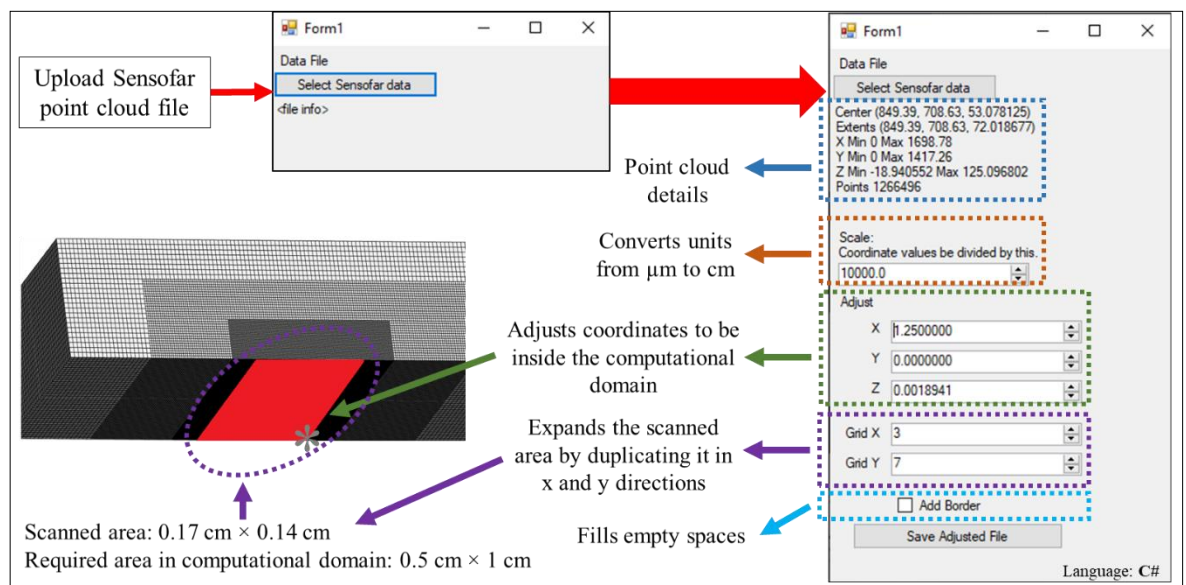 Form1
Data File
Select Sensofar data
<file info>
Upload Sensofar
point cloud file
Form1
Data File
Select Sensofar data
Center (849.39, 708.63, 53.078125)
Extents (849.39, 708.63, 72.018677)
X Min 0 Max 1698.78
Y Min 0 Max 1417.26
Z Min -18.940552 Max 125.096802
Points 1266496
Point cloud
details
Scale:
Coordinate values be divided by this.
10000.0
Converts units
from µm to cm
Adjust
X 1.2500000
Y 0.0000000
Z 0.0018941
Adjusts coordinates to be
inside the computational
domain
Grid X 3
Grid Y 7
Expands the scanned
area by duplicating it in
x and y directions
Add Border
Fills empty spaces
Save Adjusted File
Scanned area: 0.17 cm × 0.14 cm
Required area in computational domain: 0.5 cm × 1 cm
Language: C#